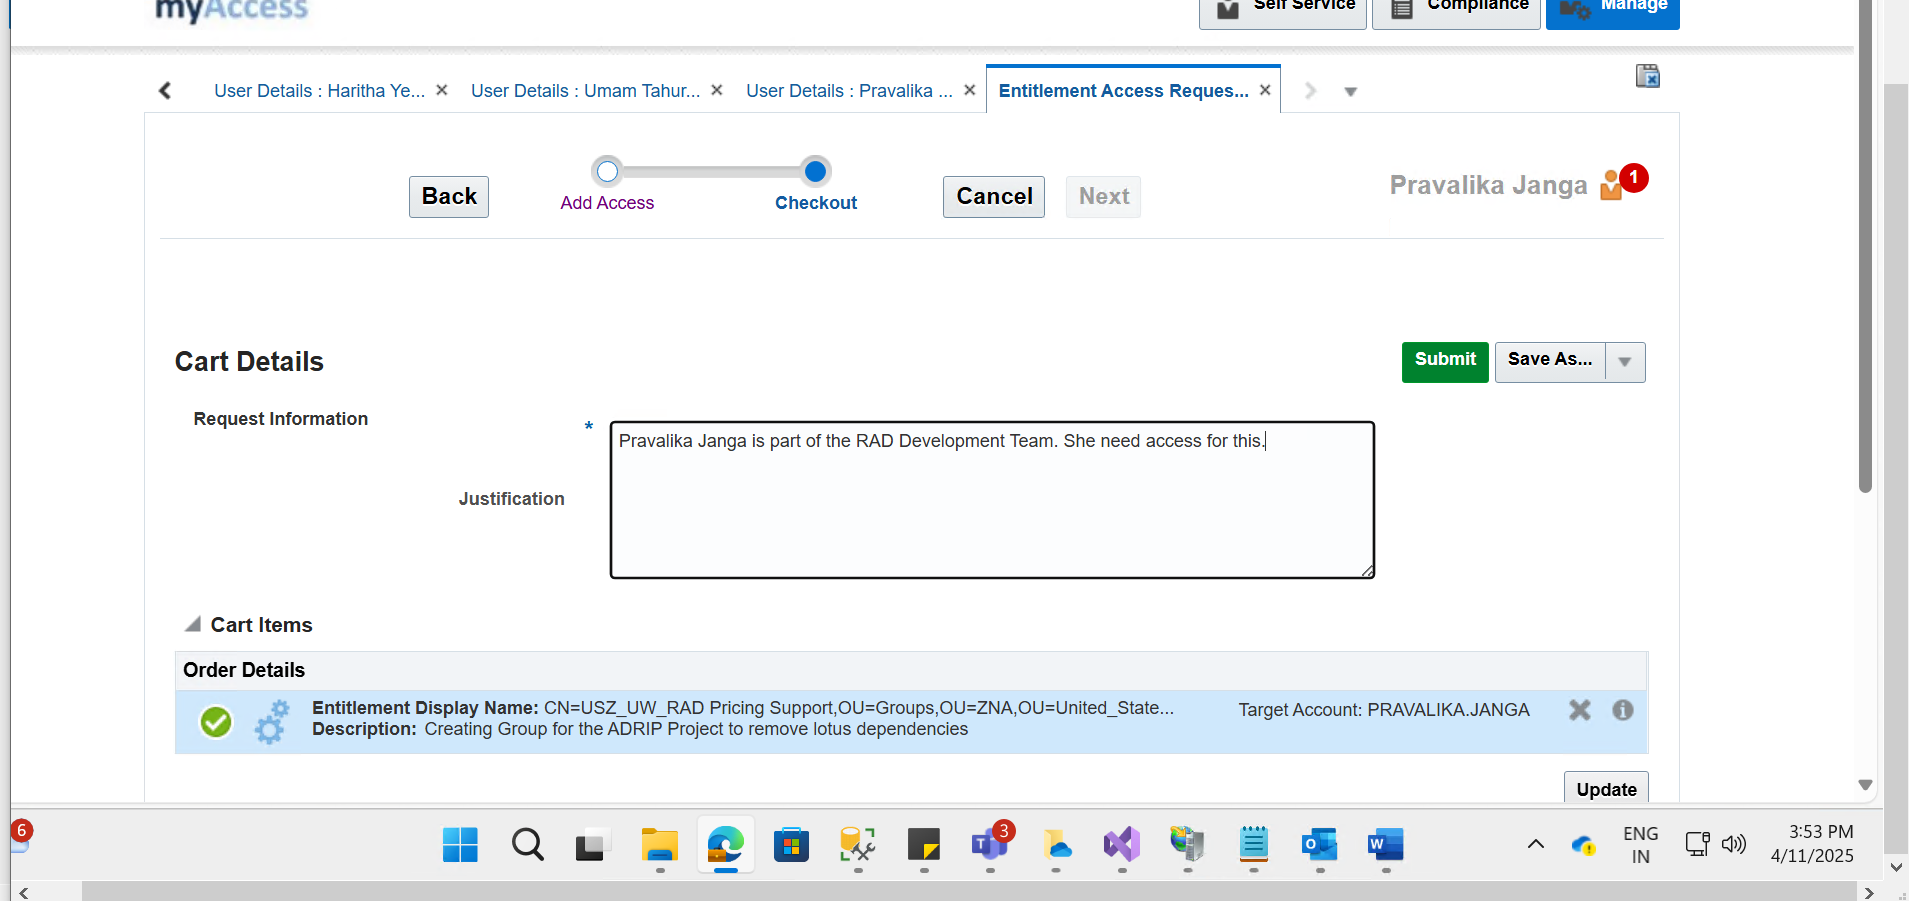 myAccess
Self Service
Compliance
Manage
User Details : Haritha Ye...
User Details : Umam Tahur...
User Details : Pravalika ...
Entitlement Access Reques...
Back
Add Access
Checkout
Cancel
Next
Pravalika Janga
1
Cart Details
Submit
Save As...
Request Information
*
Pravalika Janga is part of the RAD Development Team. She need access for this.
Justification
Cart Items
Order Details
Entitlement Display Name: CN=USZ_UW_RAD Pricing Support,OU=Groups,OU=ZNA,OU=United_State...
Target Account: PRAVALIKA.JANGA
Description: Creating Group for the ADRIP Project to remove lotus dependencies
Update
6
3
ENG
IN
3:53 PM
4/11/2025